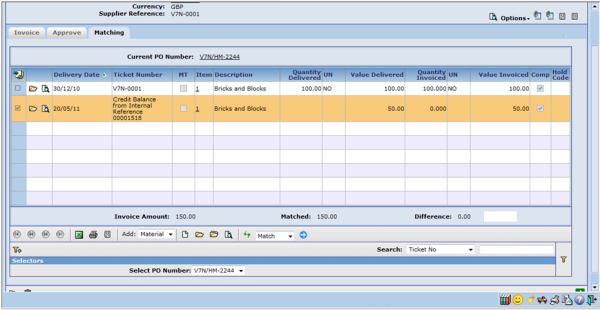 Currency: GBP
Supplier Reference: V7N-0001
Options
Invoice Approve Matching
Current PO Number: V7N/HM-2244
Delivery Date Ticket Number MT Item Description Quantity Delivered UN Value Delivered Quantity Invoiced UN Value Invoiced Comp Hold Code
30/12/10 V7N-0001 1 Bricks and Blocks 100.00 NO 100.00 100.000 NO 100.00
20/05/11 Credit Balance from Internal Reference 00001518 1 Bricks and Blocks 50.00 0.000 50.00
Invoice Amount: 150.00 Matched: 150.00 Difference: 0.00
Add: Material Match
Search: Ticket No
Selectors
Select PO Number: V7N/HM-2244